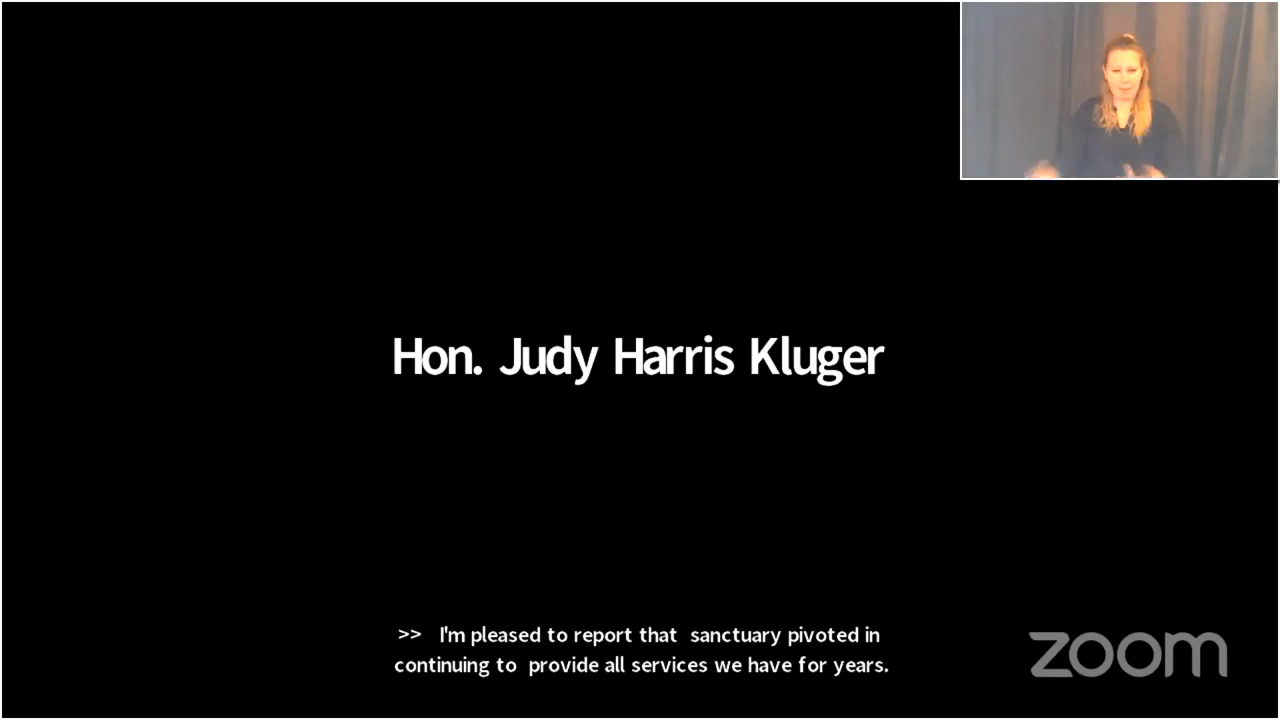 Hon. Judy Harris Kluger
>> I'm pleased to report that sanctuary pivoted in
continuing to provide all services we have for years.
zoom